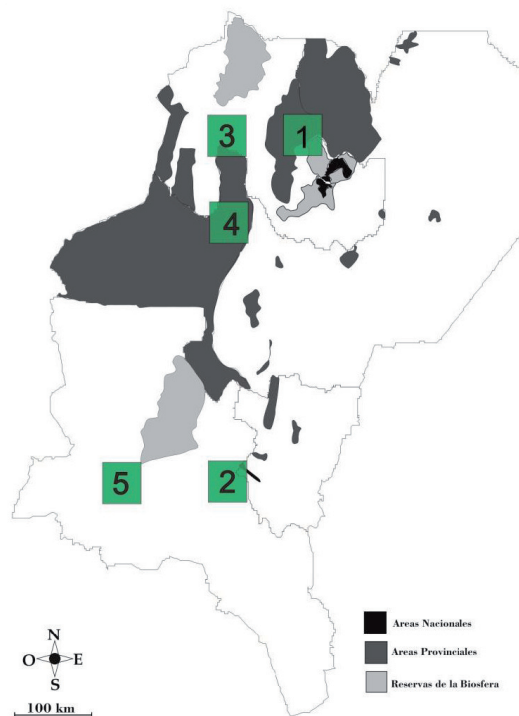 3
1
4
5
2
Areas Nacionales
Areas Provinciales
Reservas de la Biosfera
N
O
E
S
100 km